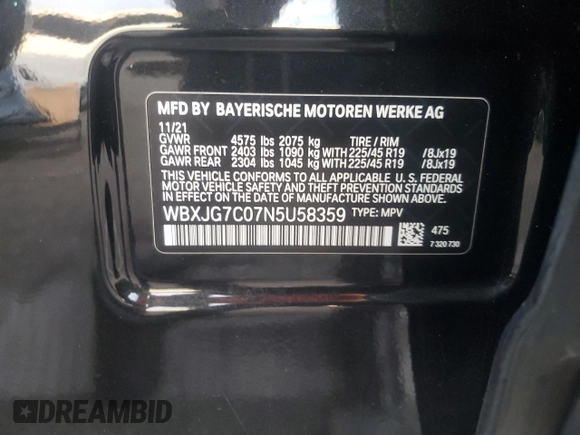 MFD BY BAYERISCHE MOTOREN WERKE AG
11/21
GVWR 4575 lbs 2075 kg TIRE / RIM
GAWR FRONT 2403 lbs 1090 kg WITH 225/45 R19 /8Jx19
GAWR REAR 2304 lbs 1045 kg WITH 225/45 R19 /8Jx19
THIS VEHICLE CONFORMS TO ALL APPLICABLE U. S. FEDERAL
MOTOR VEHICLE SAFETY STANDARDS IN EFFECT ON THE
DATE OF MANUFACTURE SHOWN ABOVE.
WBXJG7C07N5U58359 TYPE: MPV 475
7 320 730
DREAMBID